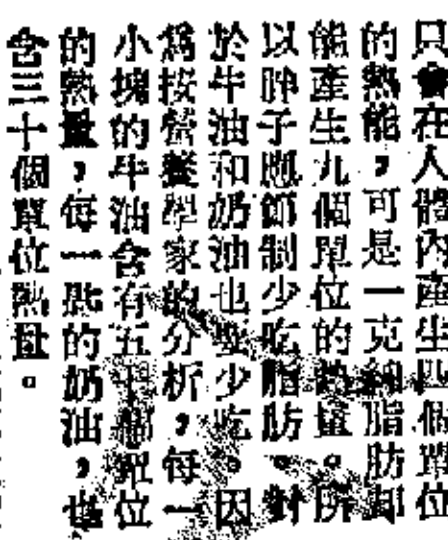 只會在人體內產生四個單位
的熱能，可是一克純脂肪卻
能產生九個單位的熱量。所
以胖子應節制少吃脂肪。對
於牛油和奶油也要少吃。因
爲按營養學家的分析，每一
小塊的牛油含有五十個單位
的熱量，每一匙的奶油，也
含三十個單位熱量。